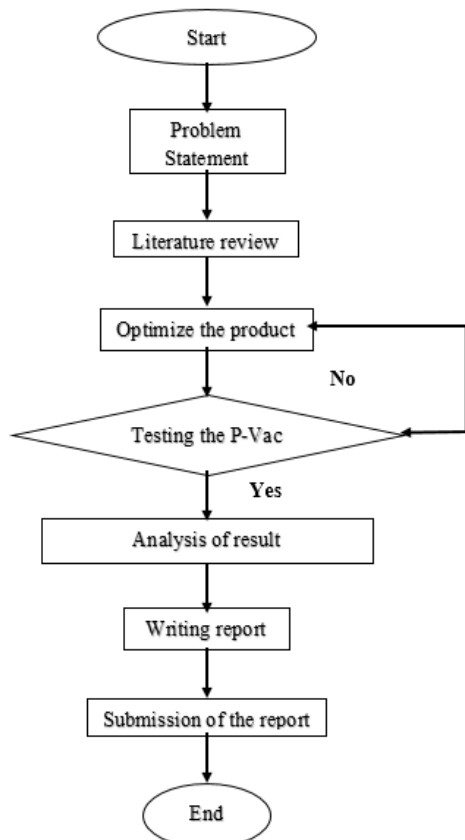 Start
Problem
Statement
Literature review
Optimize the product
No
Testing the P-Vac
Yes
Analysis of result
Writing report
Submission of the report
End